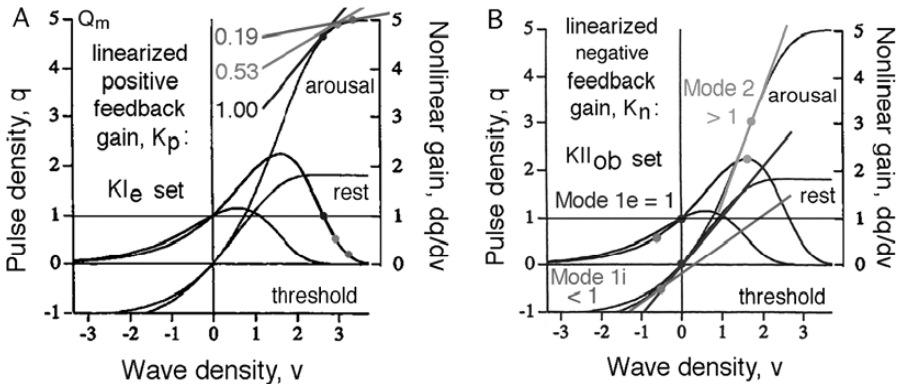 A
Qm
linearized
positive
feedback
gain, Kp:
KIe set
0.19
0.53
1.00
arousal
rest
threshold
Pulse density, q
5
4
3
2
1
0
-1
Nonlinear gain, dq/dv
5
4
3
2
1
0
-3 -2 -1 0 1 2 3
Wave density, v
B
linearized
negative
feedback
gain, Kn:
KIIob set
Mode 1e = 1
Mode 2
> 1
arousal
rest
Mode 1i
< 1
threshold
Pulse density, q
5
4
3
2
1
0
-1
Nonlinear gain, dq/dv
5
4
3
2
1
0
-3 -2 -1 0 1 2 3
Wave density, v